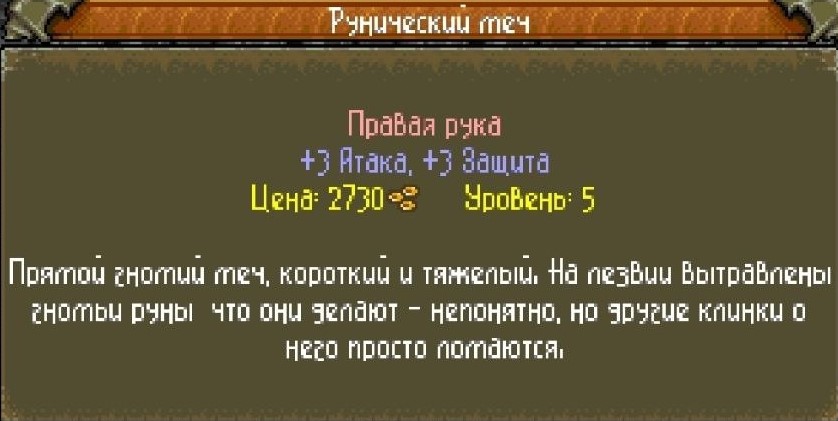 Рунический меч
Правая рука
+3 Атака, +3 Защита
Цена: 2730 Уровень: 5
Прямой гномий меч, короткий и тяжелый. На лезвии вытравлены
гномьи руны что они делают - непонятно, но другие клинки о
него просто ломаются.